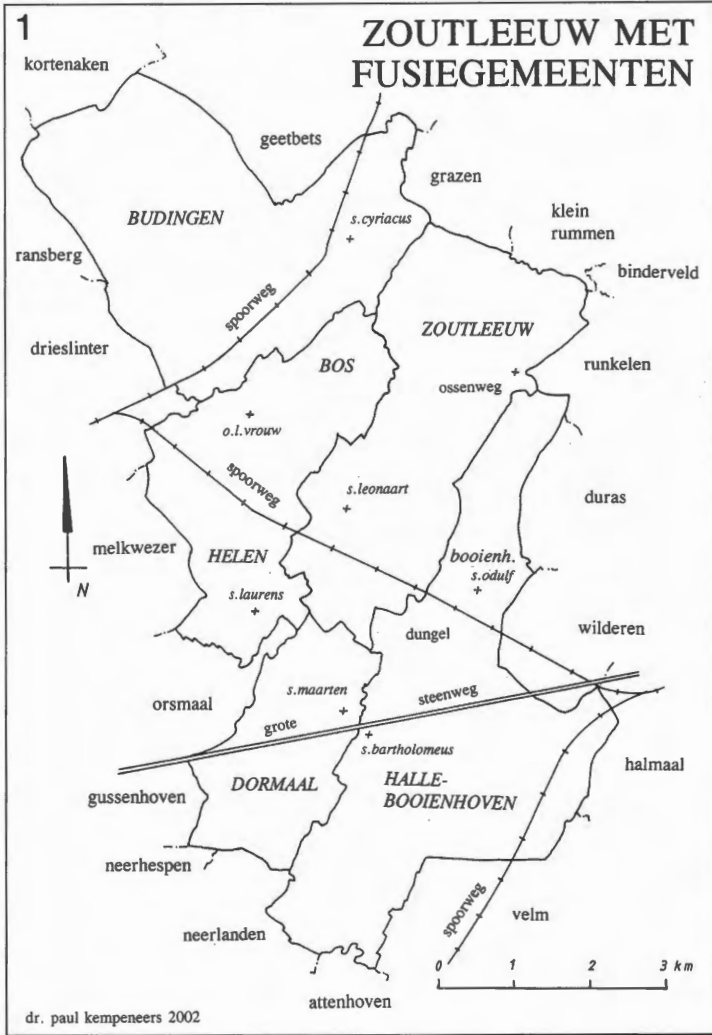 1
ZOUTLEEUW MET
FUSIEGEMEENTEN
kortenaken
geetbets
grazen
BUDINGEN
s.cyriacus
klein
rummen
ransberg
binderveld
spoorweg
drieslinter
ZOUTLEEUW
BOS
runkelen
ossenweg
o.l.vrouw
spoorweg
s.leonaart
duras
melkwezer
HELEN
booienh.
s.odulf
N
s.laurens
dungel
wilderen
orsmaal
s.maarten
steenweg
grote
s.bartholomeus
halmaal
gussenhoven
DORMAAL
HALLE-
BOOIENHOVEN
neerhespen
spoorweg
velm
neerlanden
0 1 2 3 km
attenhoven
dr. paul kempeneers 2002